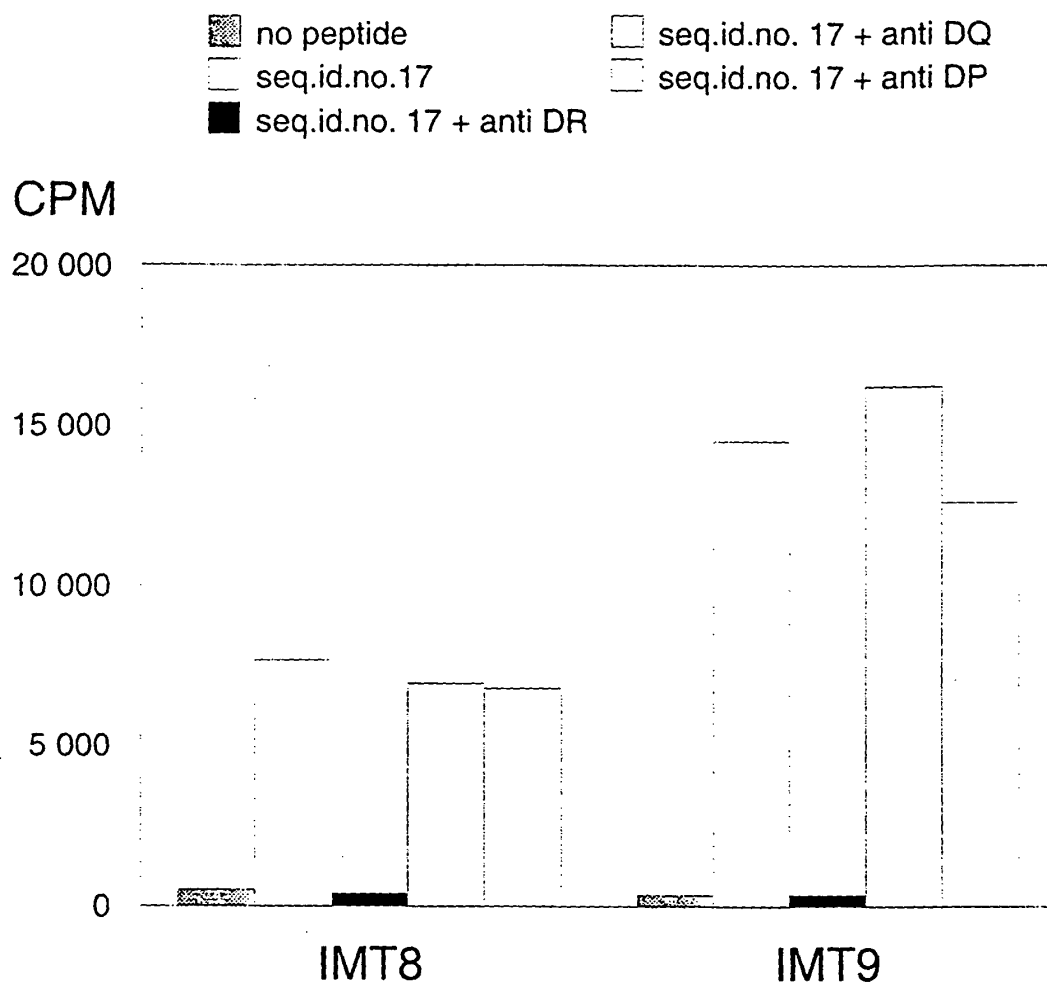 no peptide
seq.id.no.17
seq.id.no. 17 + anti DR
seq.id.no. 17 + anti DQ
seq.id.no. 17 + anti DP
CPM
20 000
15 000
10 000
5 000
0
IMT8
IMT9